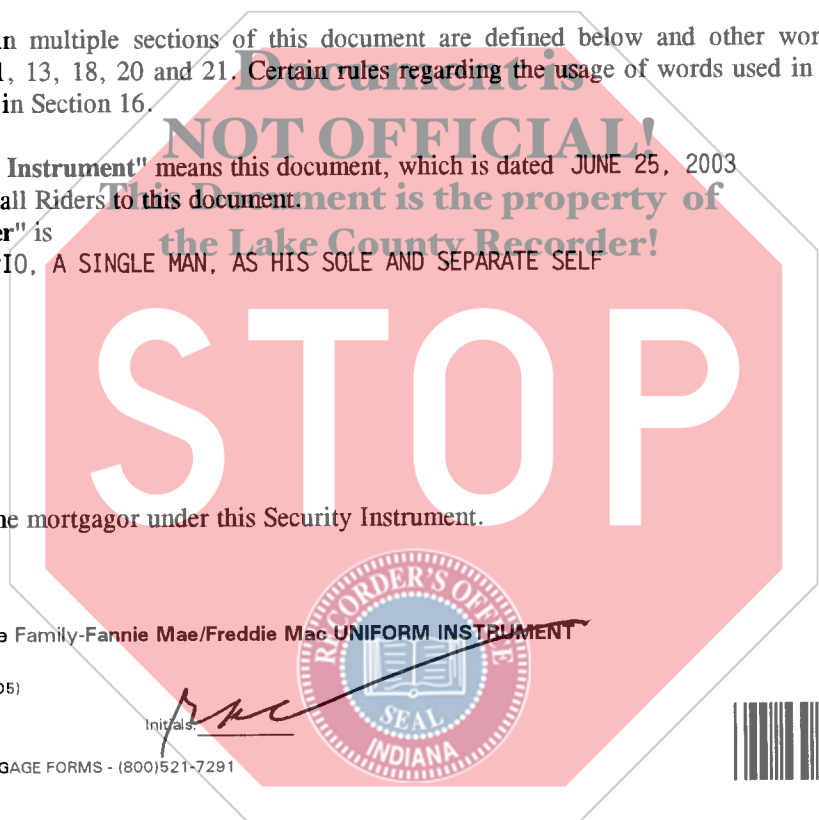 in multiple sections of this document are defined below and other wor
1, 13, 18, 20 and 21. Certain rules regarding the usage of words used in
in Section 16.
Document is
NOT OFFICIAL!
This Document is the property of
the Lake County Recorder!
Instrument" means this document, which is dated JUNE 25, 2003
all Riders to this document.
er" is
IO, A SINGLE MAN, AS HIS SOLE AND SEPARATE SELF
STOP
he mortgagor under this Security Instrument.
e Family-Fannie Mae/Freddie Mac UNIFORM INSTRUMENT
05)
Initials:
GAGE FORMS - (800)521-7291
RECORDER'S OFFICE
SEAL
INDIANA